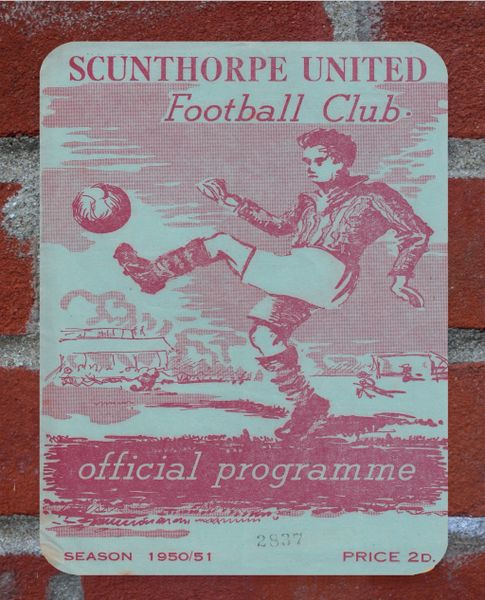 SCUNTHORPE UNITED
Football Club.
official programme
2837
SEASON 1950/51 PRICE 2D.